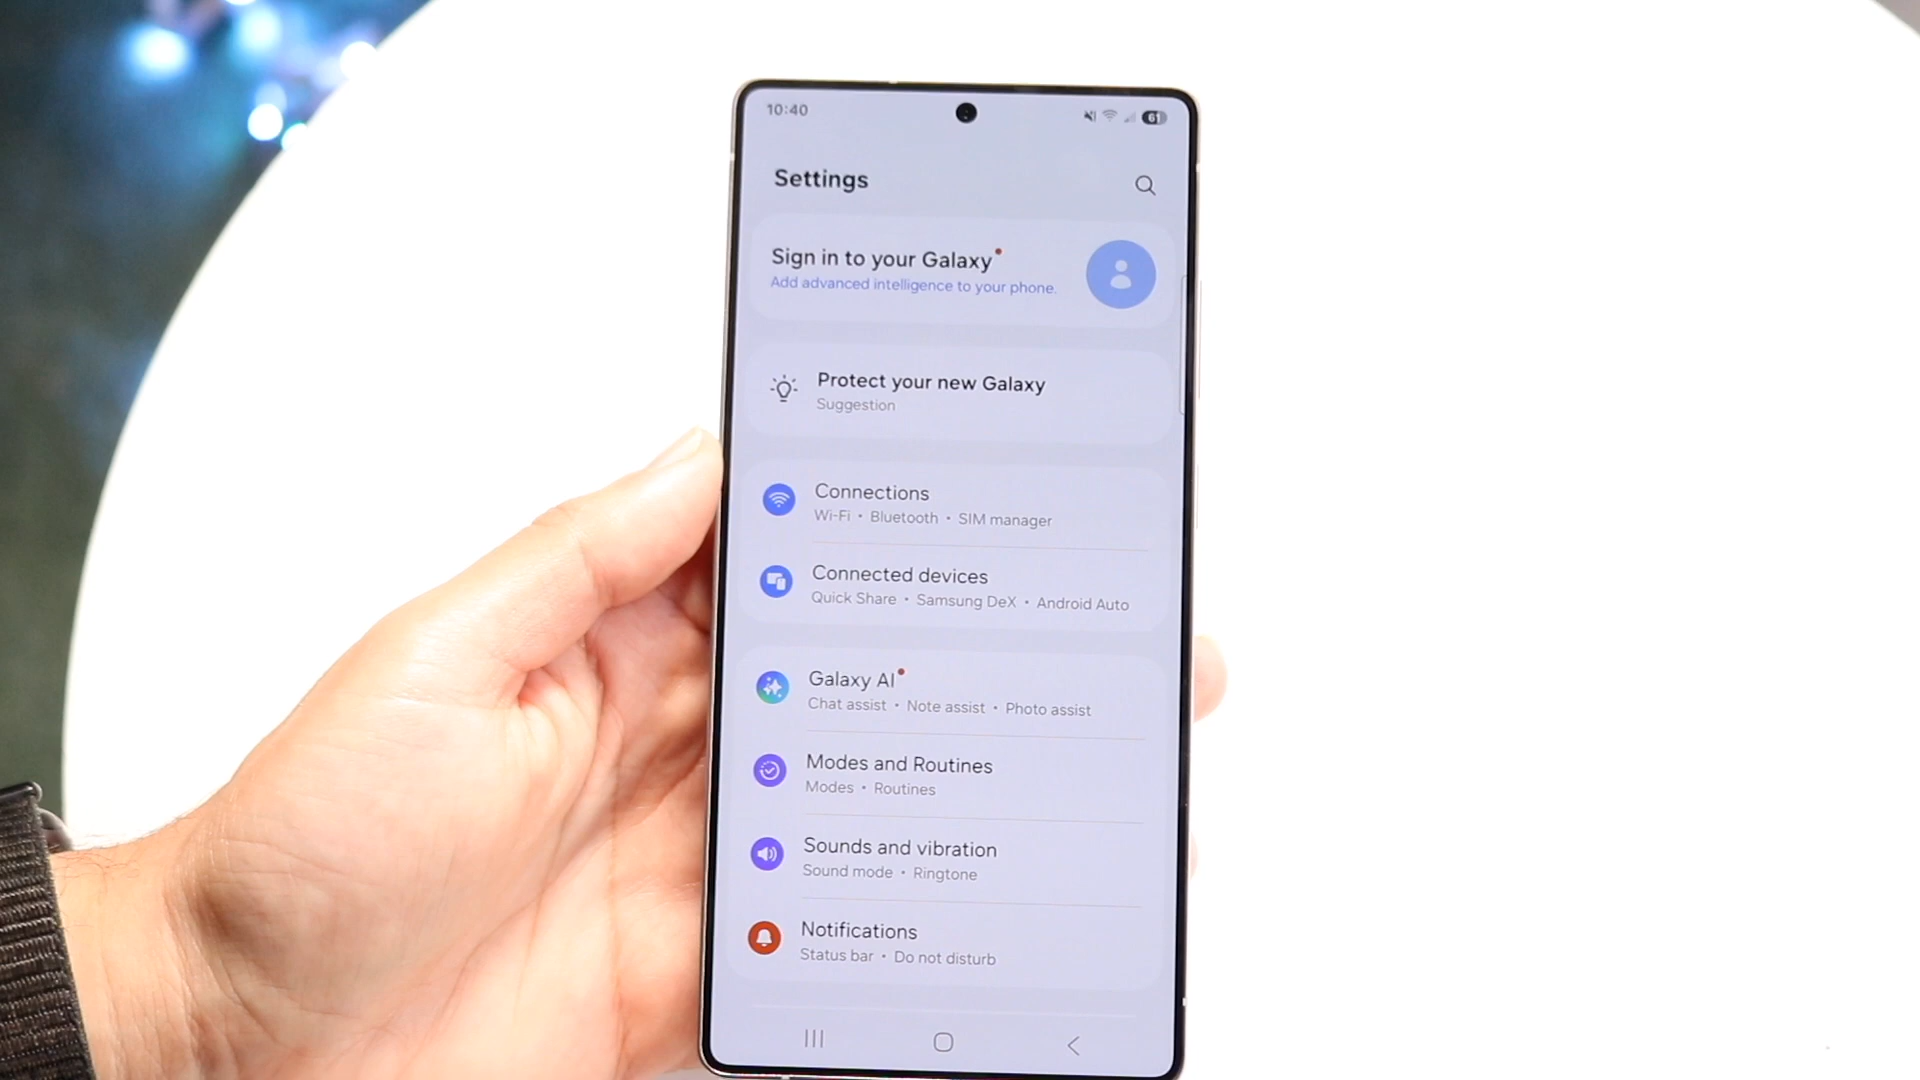 10:40
61
Settings
Sign in to your Galaxy
Add advanced intelligence to your phone.
Protect your new Galaxy
Suggestion
Connections
Wi-Fi • Bluetooth • SIM manager
Connected devices
Quick Share • Samsung DeX • Android Auto
Galaxy AI
Chat assist • Note assist • Photo assist
Modes and Routines
Modes • Routines
Sounds and vibration
Sound mode • Ringtone
Notifications
Status bar • Do not disturb